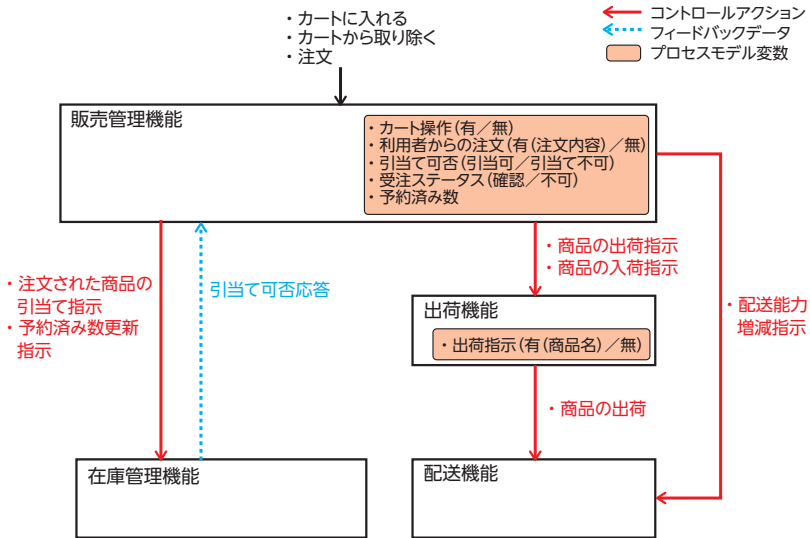 ・カートに入れる
・カートから取り除く
・注文
コントロールアクション
フィードバックデータ
プロセスモデル変数
販売管理機能
・カート操作(有／無)
・利用者からの注文(有(注文内容)／無)
・引当て可否(引当可／引当て不可)
・受注ステータス(確認／不可)
・予約済み数
・注文された商品の
引当て指示
・予約済み数更新
指示
引当て可否応答
・商品の出荷指示
・商品の入荷指示
・配送能力
増減指示
出荷機能
・出荷指示(有(商品名)／無)
・商品の出荷
在庫管理機能
配送機能